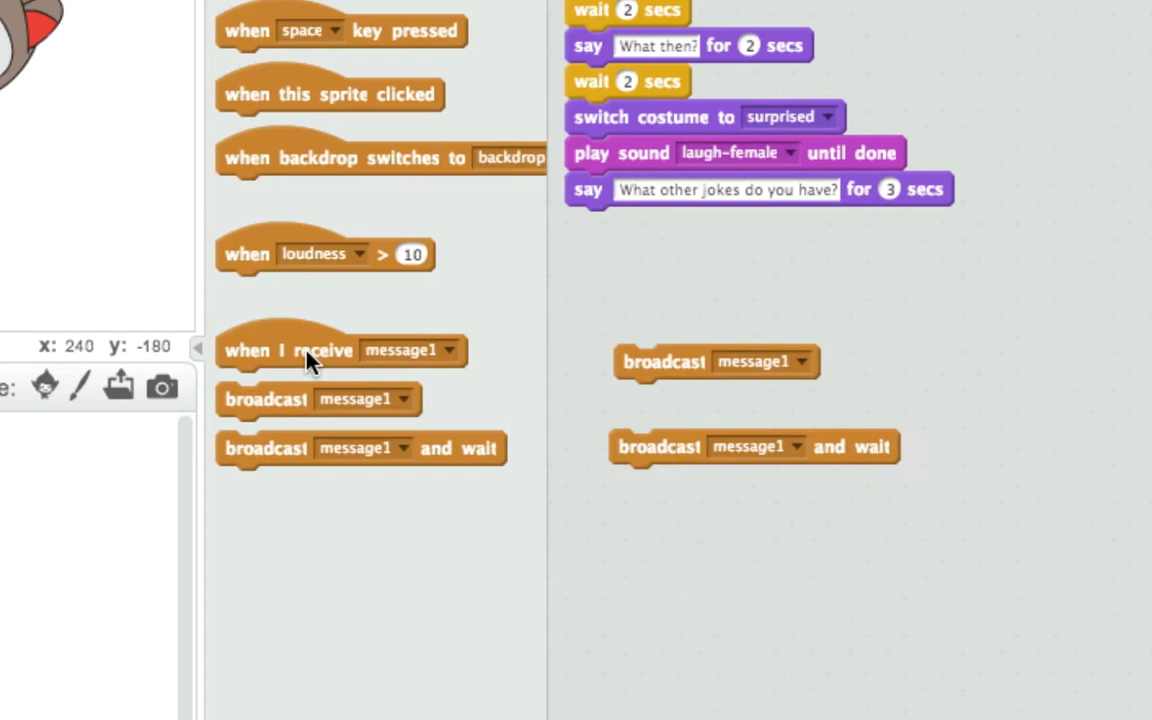 when space key pressed
when this sprite clicked
when backdrop switches to backdrop
when loudness > 10
when I receive message1
broadcast message1
broadcast message1 and wait
x: 240 y: -180
e:
wait 2 secs
say What then? for 2 secs
wait 2 secs
switch costume to surprised
play sound laugh-female until done
say What other jokes do you have? for 3 secs
broadcast message1
broadcast message1 and wait